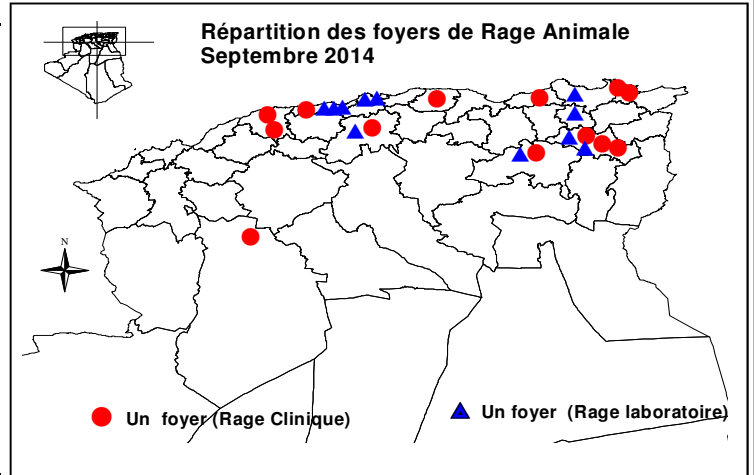 Répartition des foyers de Rage Animale
Septembre 2014
N
Un foyer (Rage Clinique)
Un foyer (Rage laboratoire)